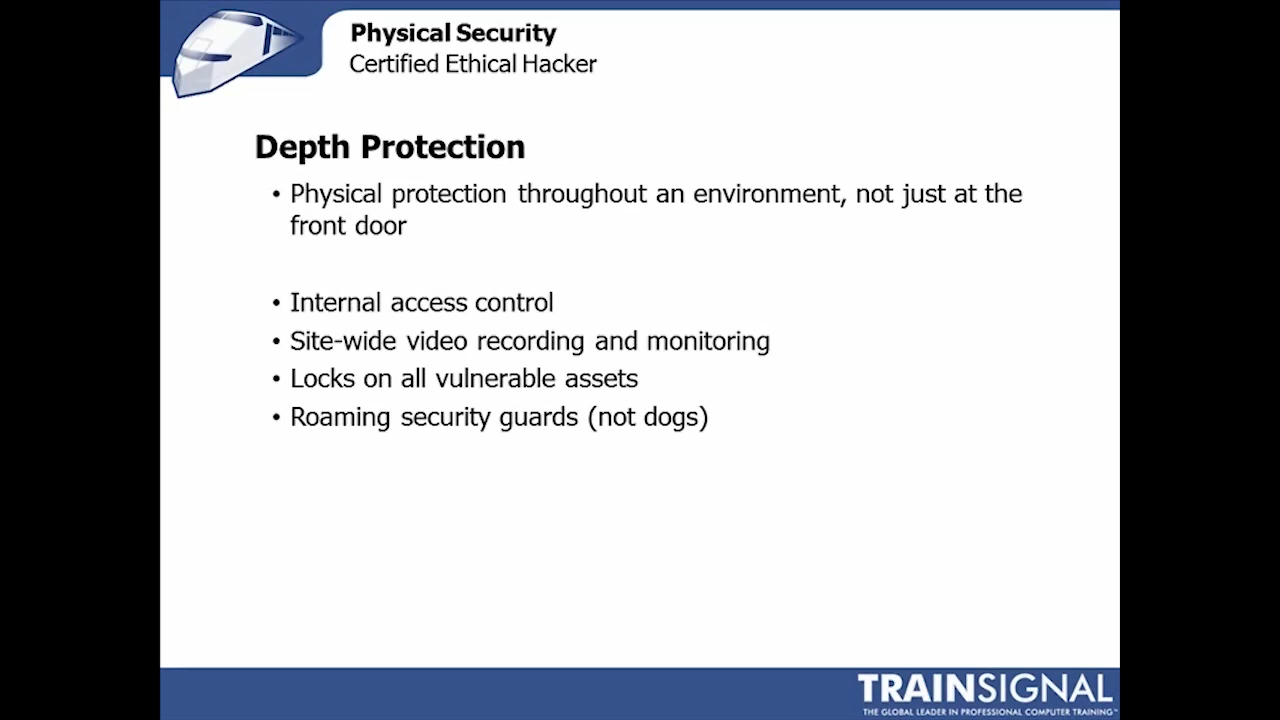 Physical Security
Certified Ethical Hacker
Depth Protection
• Physical protection throughout an environment, not just at the
front door
• Internal access control
• Site-wide video recording and monitoring
• Locks on all vulnerable assets
• Roaming security guards (not dogs)
TRAINSIGNAL
THE GLOBAL LEADER IN PROFESSIONAL COMPUTER TRAINING™